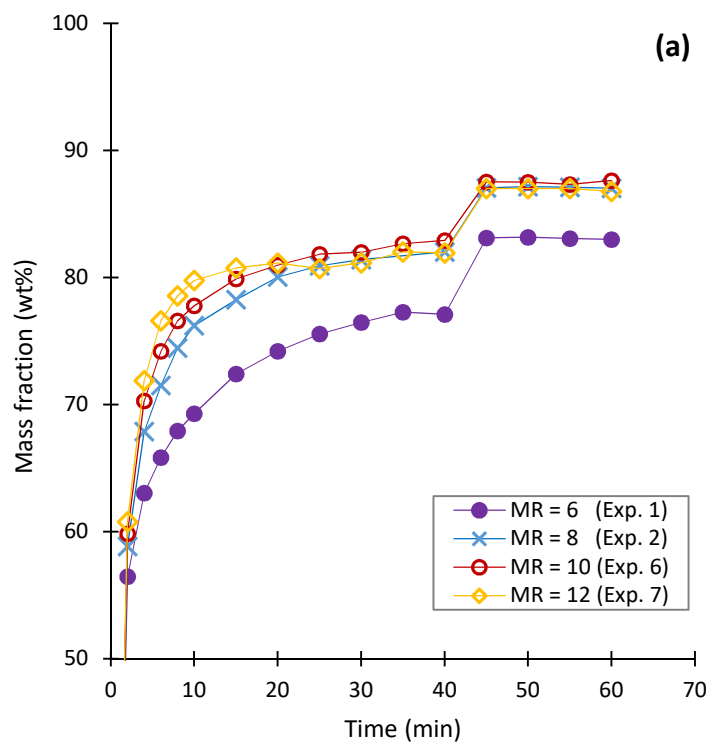 (a)
100
90
80
70
60
50
0 10 20 30 40 50 60 70
Mass fraction (wt%)
Time (min)
MR = 6 (Exp. 1)
MR = 8 (Exp. 2)
MR = 10 (Exp. 6)
MR = 12 (Exp. 7)